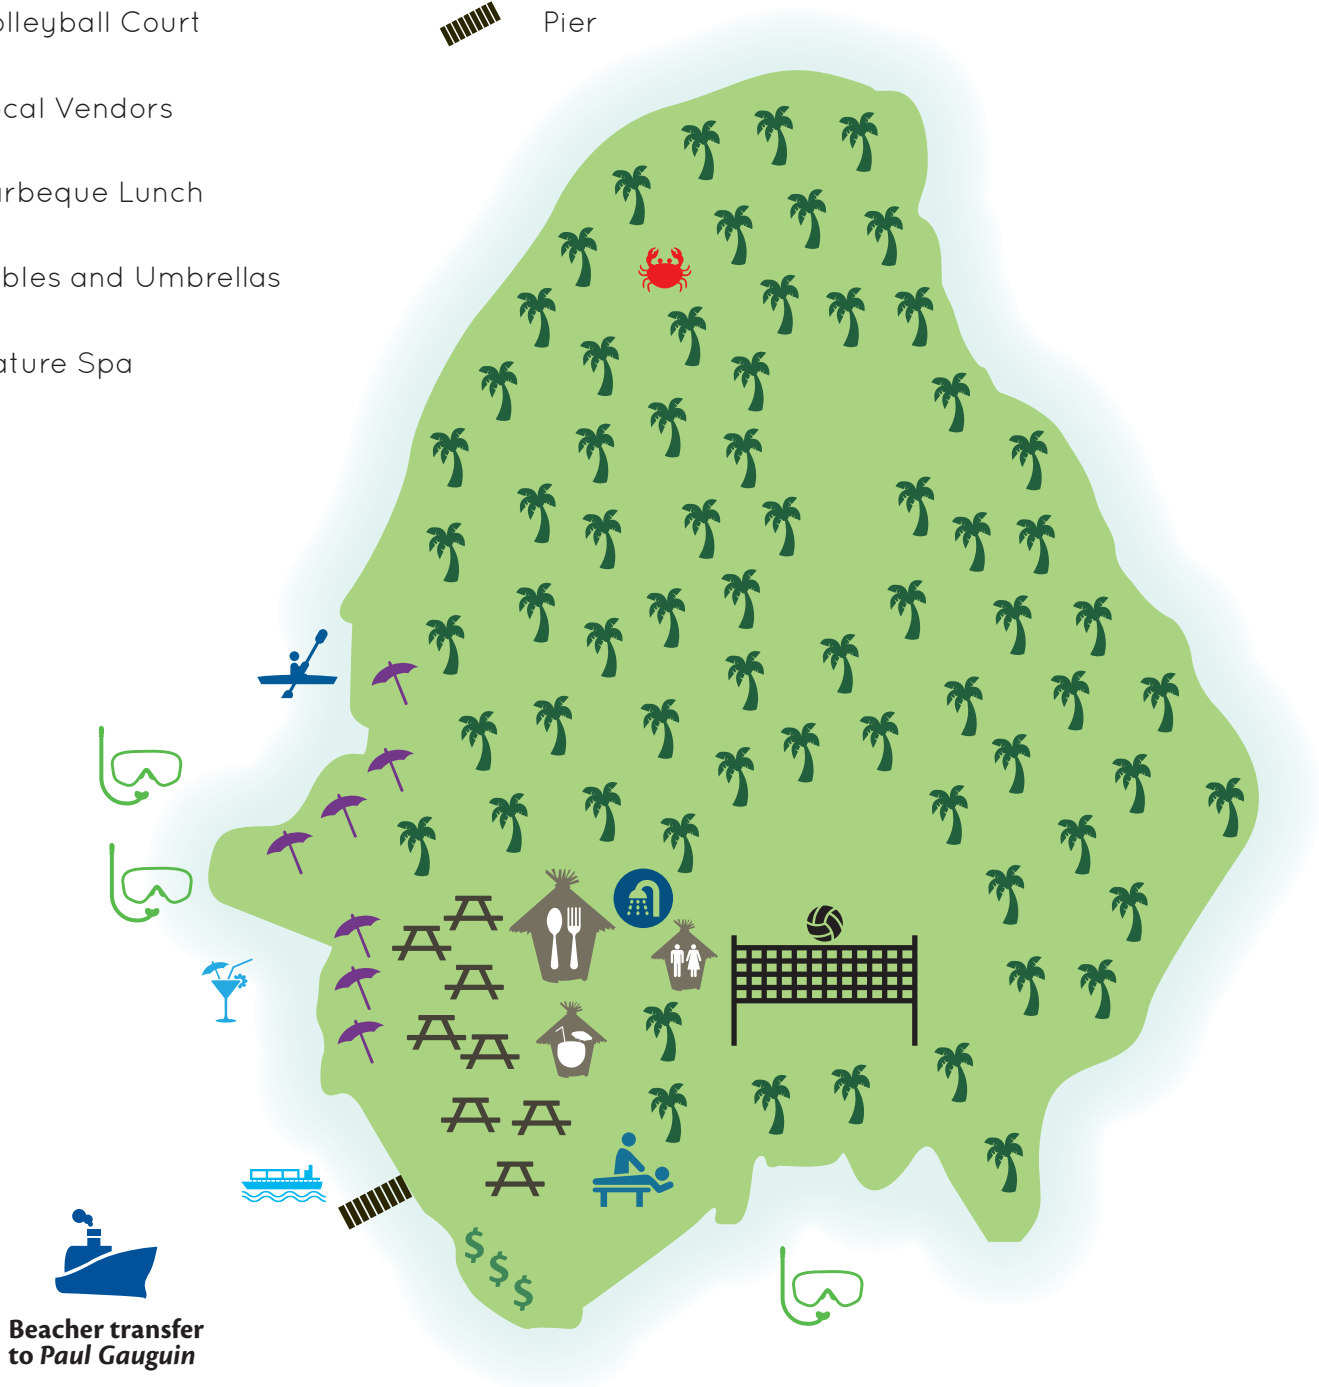 olleyball Court
Pier
cal Vendors
rbeque Lunch
bles and Umbrellas
ature Spa
$
$
$
Beacher transfer
to Paul Gauguin